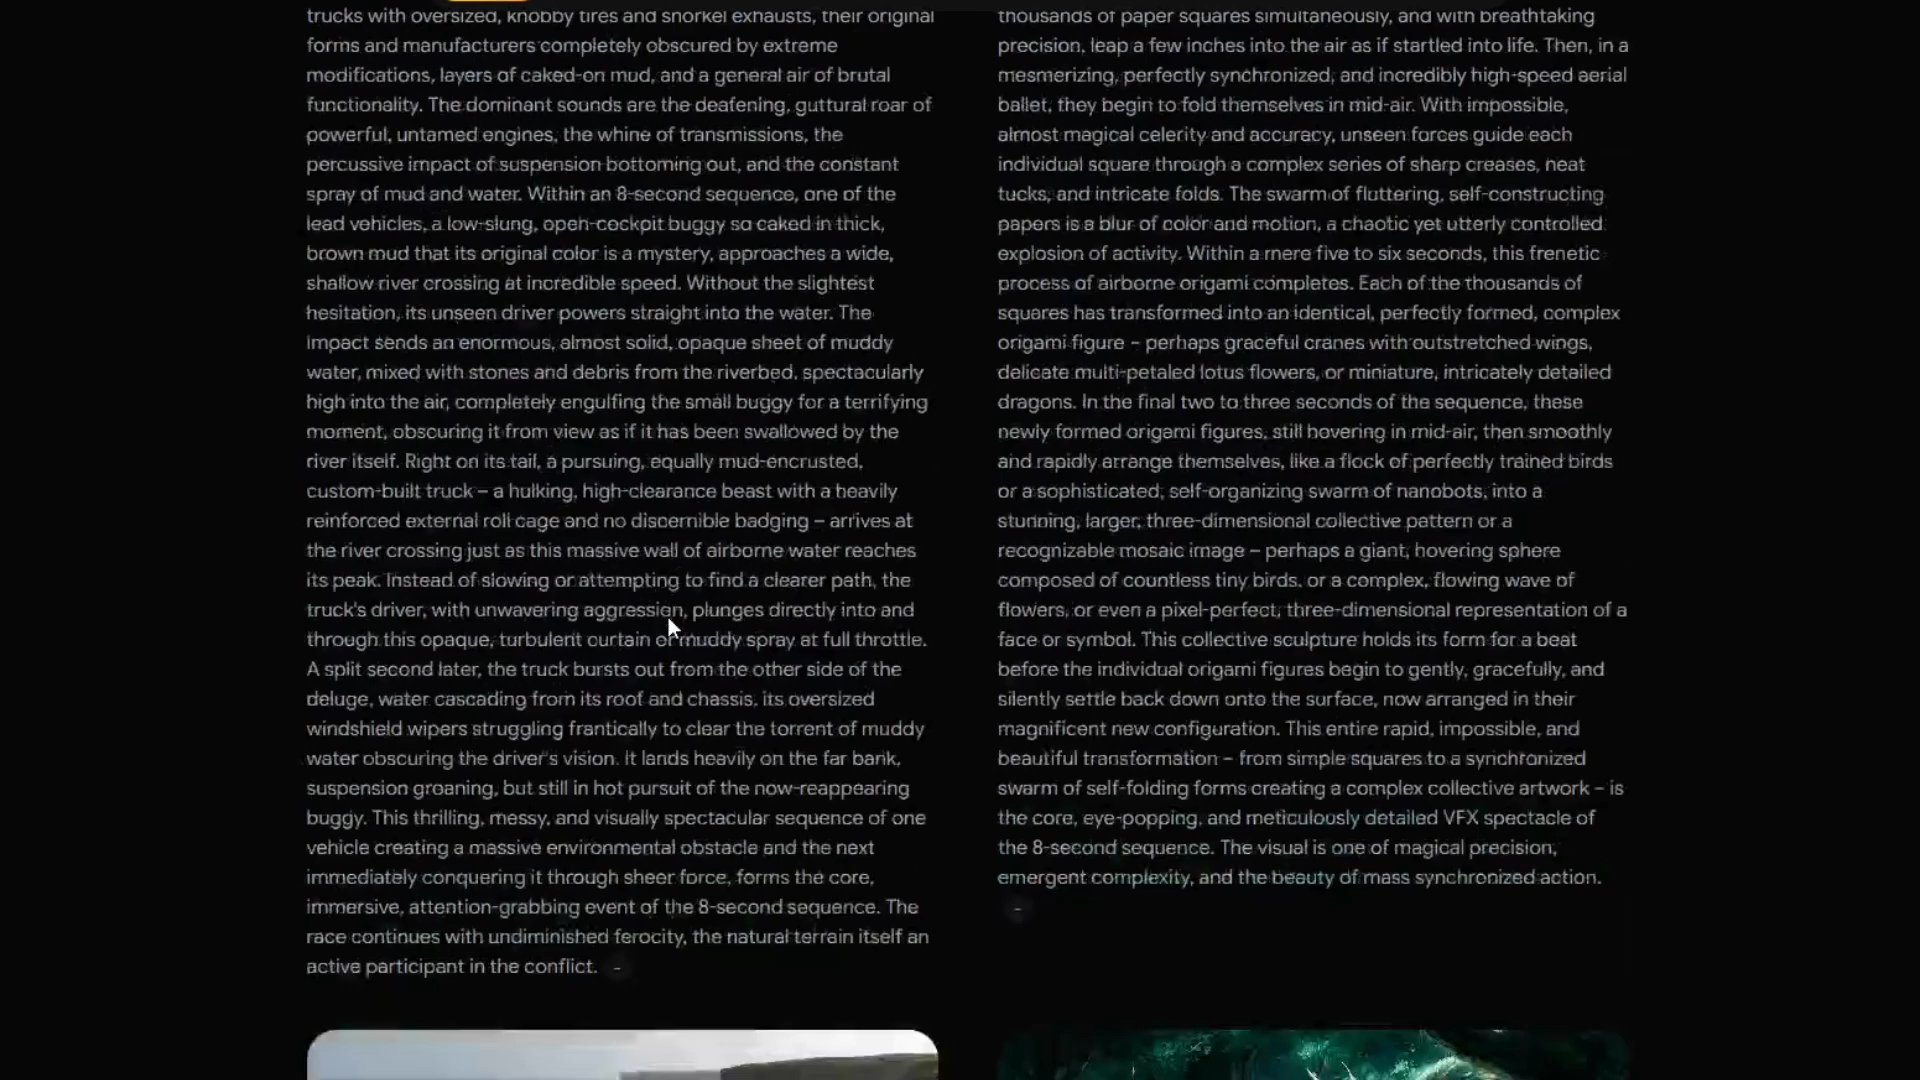 trucks with oversized, knobby tires and snorkel exhausts, their original
forms and manufacturers completely obscured by extreme
modifications, layers of caked-on mud, and a general air of brutal
functionality. The dominant sounds are the deafening, guttural roar of
powerful, untamed engines, the whine of transmissions, the
percussive impact of suspension bottoming out, and the constant
spray of mud and water. Within an 8-second sequence, one of the
lead vehicles, a low-slung, open-cockpit buggy so caked in thick,
brown mud that its original color is a mystery, approaches a wide,
shallow river crossing at incredible speed. Without the slightest
hesitation, its unseen driver powers straight into the water. The
impact sends an enormous, almost solid, opaque sheet of muddy
water, mixed with stones and debris from the riverbed, spectacularly
high into the air, completely engulfing the small buggy for a terrifying
moment, obscuring it from view as if it has been swallowed by the
river itself. Right on its tail, a pursuing, equally mud-encrusted,
custom-built truck – a hulking, high-clearance beast with a heavily
reinforced external roll cage and no discernible badging – arrives at
the river crossing just as this massive wall of airborne water reaches
its peak. Instead of slowing or attempting to find a clearer path, the
truck's driver, with unwavering aggression, plunges directly into and
through this opaque, turbulent curtain of muddy spray at full throttle.
A split second later, the truck bursts out from the other side of the
deluge, water cascading from its roof and chassis, its oversized
windshield wipers struggling frantically to clear the torrent of muddy
water obscuring the driver's vision. It lands heavily on the far bank,
suspension groaning, but still in hot pursuit of the now-reappearing
buggy. This thrilling, messy, and visually spectacular sequence of one
vehicle creating a massive environmental obstacle and the next
immediately conquering it through sheer force, forms the core,
immersive, attention-grabbing event of the 8-second sequence. The
race continues with undiminished ferocity, the natural terrain itself an
active participant in the conflict. -
thousands of paper squares simultaneously, and with breathtaking
precision, leap a few inches into the air as if startled into life. Then, in a
mesmerizing, perfectly synchronized, and incredibly high-speed aerial
ballet, they begin to fold themselves in mid-air. With impossible,
almost magical celerity and accuracy, unseen forces guide each
individual square through a complex series of sharp creases, neat
tucks, and intricate folds. The swarm of fluttering, self-constructing
papers is a blur of color and motion, a chaotic yet utterly controlled
explosion of activity. Within a mere five to six seconds, this frenetic
process of airborne origami completes. Each of the thousands of
squares has transformed into an identical, perfectly formed, complex
origami figure – perhaps graceful cranes with outstretched wings,
delicate multi-petaled lotus flowers, or miniature, intricately detailed
dragons. In the final two to three seconds of the sequence, these
newly formed origami figures, still hovering in mid-air, then smoothly
and rapidly arrange themselves, like a flock of perfectly trained birds
or a sophisticated, self-organizing swarm of nanobots, into a
stunning, larger, three-dimensional collective pattern or a
recognizable mosaic image – perhaps a giant, hovering sphere
composed of countless tiny birds, or a complex, flowing wave of
flowers, or even a pixel-perfect, three-dimensional representation of a
face or symbol. This collective sculpture holds its form for a beat
before the individual origami figures begin to gently, gracefully, and
silently settle back down onto the surface, now arranged in their
magnificent new configuration. This entire rapid, impossible, and
beautiful transformation – from simple squares to a synchronized
swarm of self-folding forms creating a complex collective artwork – is
the core, eye-popping, and meticulously detailed VFX spectacle of
the 8-second sequence. The visual is one of magical precision,
emergent complexity, and the beauty of mass synchronized action.
-